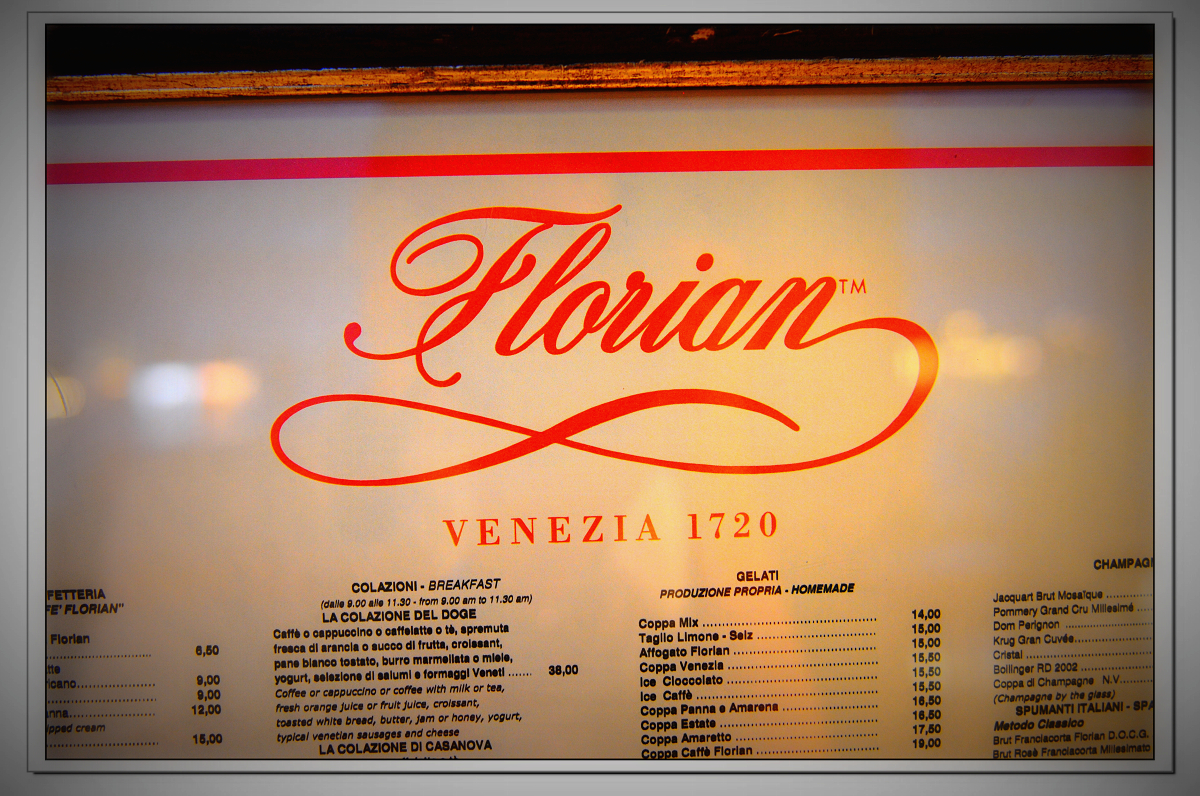 Florian™
VENEZIA 1720
FETTERIA
FE' FLORIAN"
Florian
6,50
tte
icano 9,00
9,00
nna 12,00
ipped cream
15,00
COLAZIONI - BREAKFAST
(dalle 9.00 alle 11.30 - from 9.00 am to 11.30 am)
LA COLAZIONE DEL DOGE
Caffè o cappuccino o caffelatte o tè, spremuta
fresca di arancia o succo di frutta, croissant,
pane bianco tostato, burro marmellata o miele,
yogurt, selezione di salumi e formaggi Veneti ....... 38,00
Coffee or cappuccino or coffee with milk or tea,
fresh orange juice or fruit juice, croissant,
toasted white bread, butter, jam or honey, yogurt,
typical venetian sausages and cheese
LA COLAZIONE DI CASANOVA
GELATI
PRODUZIONE PROPRIA - HOMEMADE
Coppa Mix 14,00
Taglio Limone - Selz 15,00
Affogato Florian 15,00
Coppa Venezia 15,50
Ice Cioccolato 15,50
Ice Caffè 16,50
Coppa Panna e Amarena 16,50
Coppa Estate 17,50
Coppa Amaretto 19,00
Coppa Caffè Florian
CHAMPAGN
Jacquart Brut Mosaïque
Pommery Grand Cru Millesimé
Dom Perignon
Krug Gran Cuvée
Cristal
Bollinger RD 2002
Coppa di Champagne N.V.
(Champagne by the glass)
SPUMANTI ITALIANI - SPA
Metodo Classico
Brut Franciacorta Florian D.O.C.G.
Brut Rosè Franciacorta Millesimato